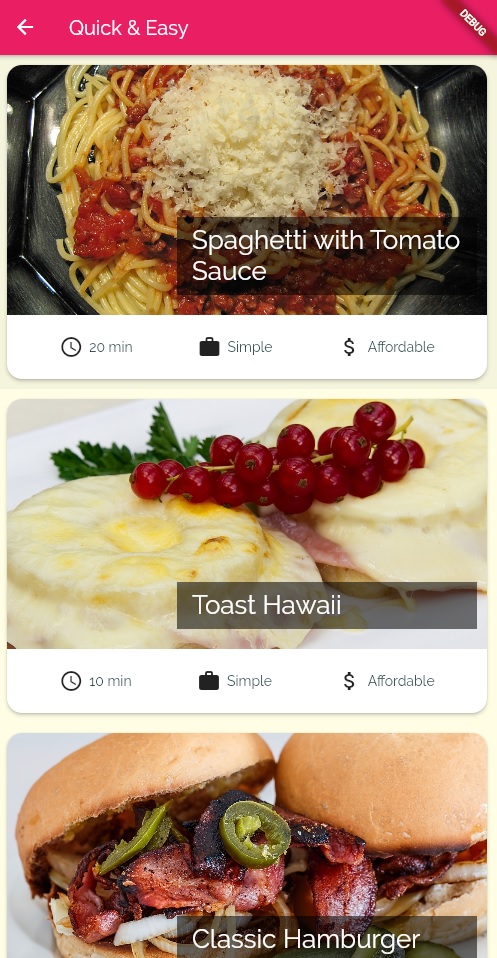 Quick & Easy
DEBUG
Spaghetti with Tomato
Sauce
20 min
Simple
Affordable
Toast Hawaii
10 min
Simple
Affordable
Classic Hamburger